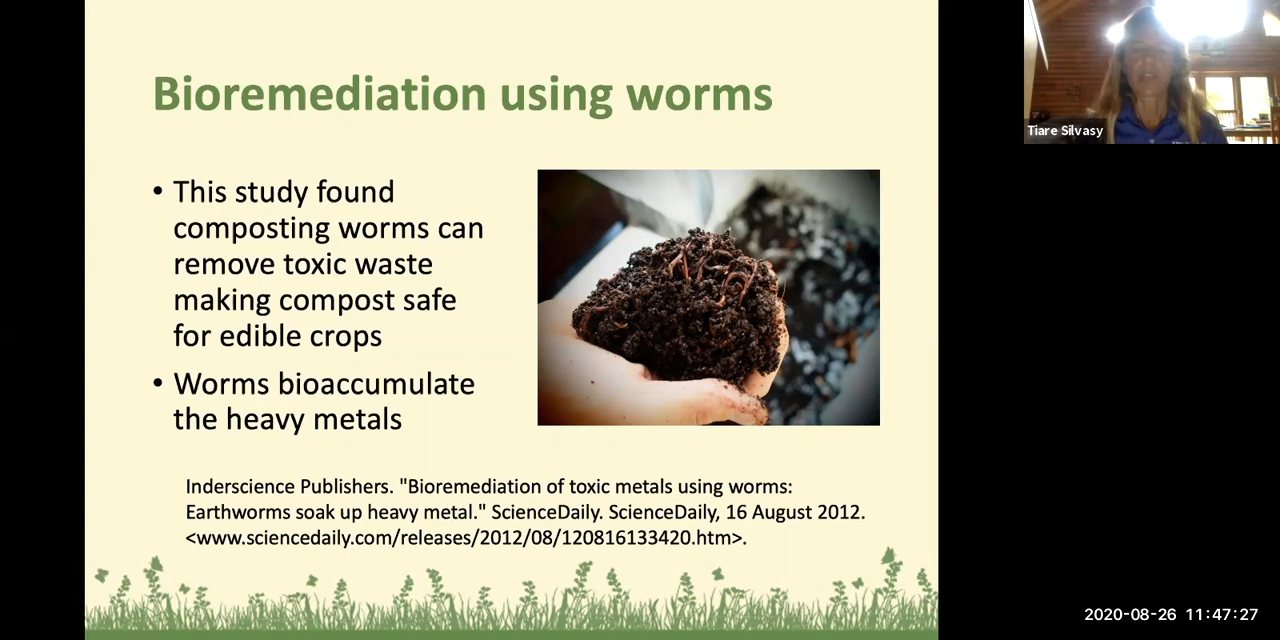 Bioremediation using worms
• This study found
composting worms can
remove toxic waste
making compost safe
for edible crops
• Worms bioaccumulate
the heavy metals
Inderscience Publishers. "Bioremediation of toxic metals using worms:
Earthworms soak up heavy metal." ScienceDaily. ScienceDaily, 16 August 2012.
<www.sciencedaily.com/releases/2012/08/120816133420.htm>.
Tiare Silvasy
2020-08-26 11:47:27